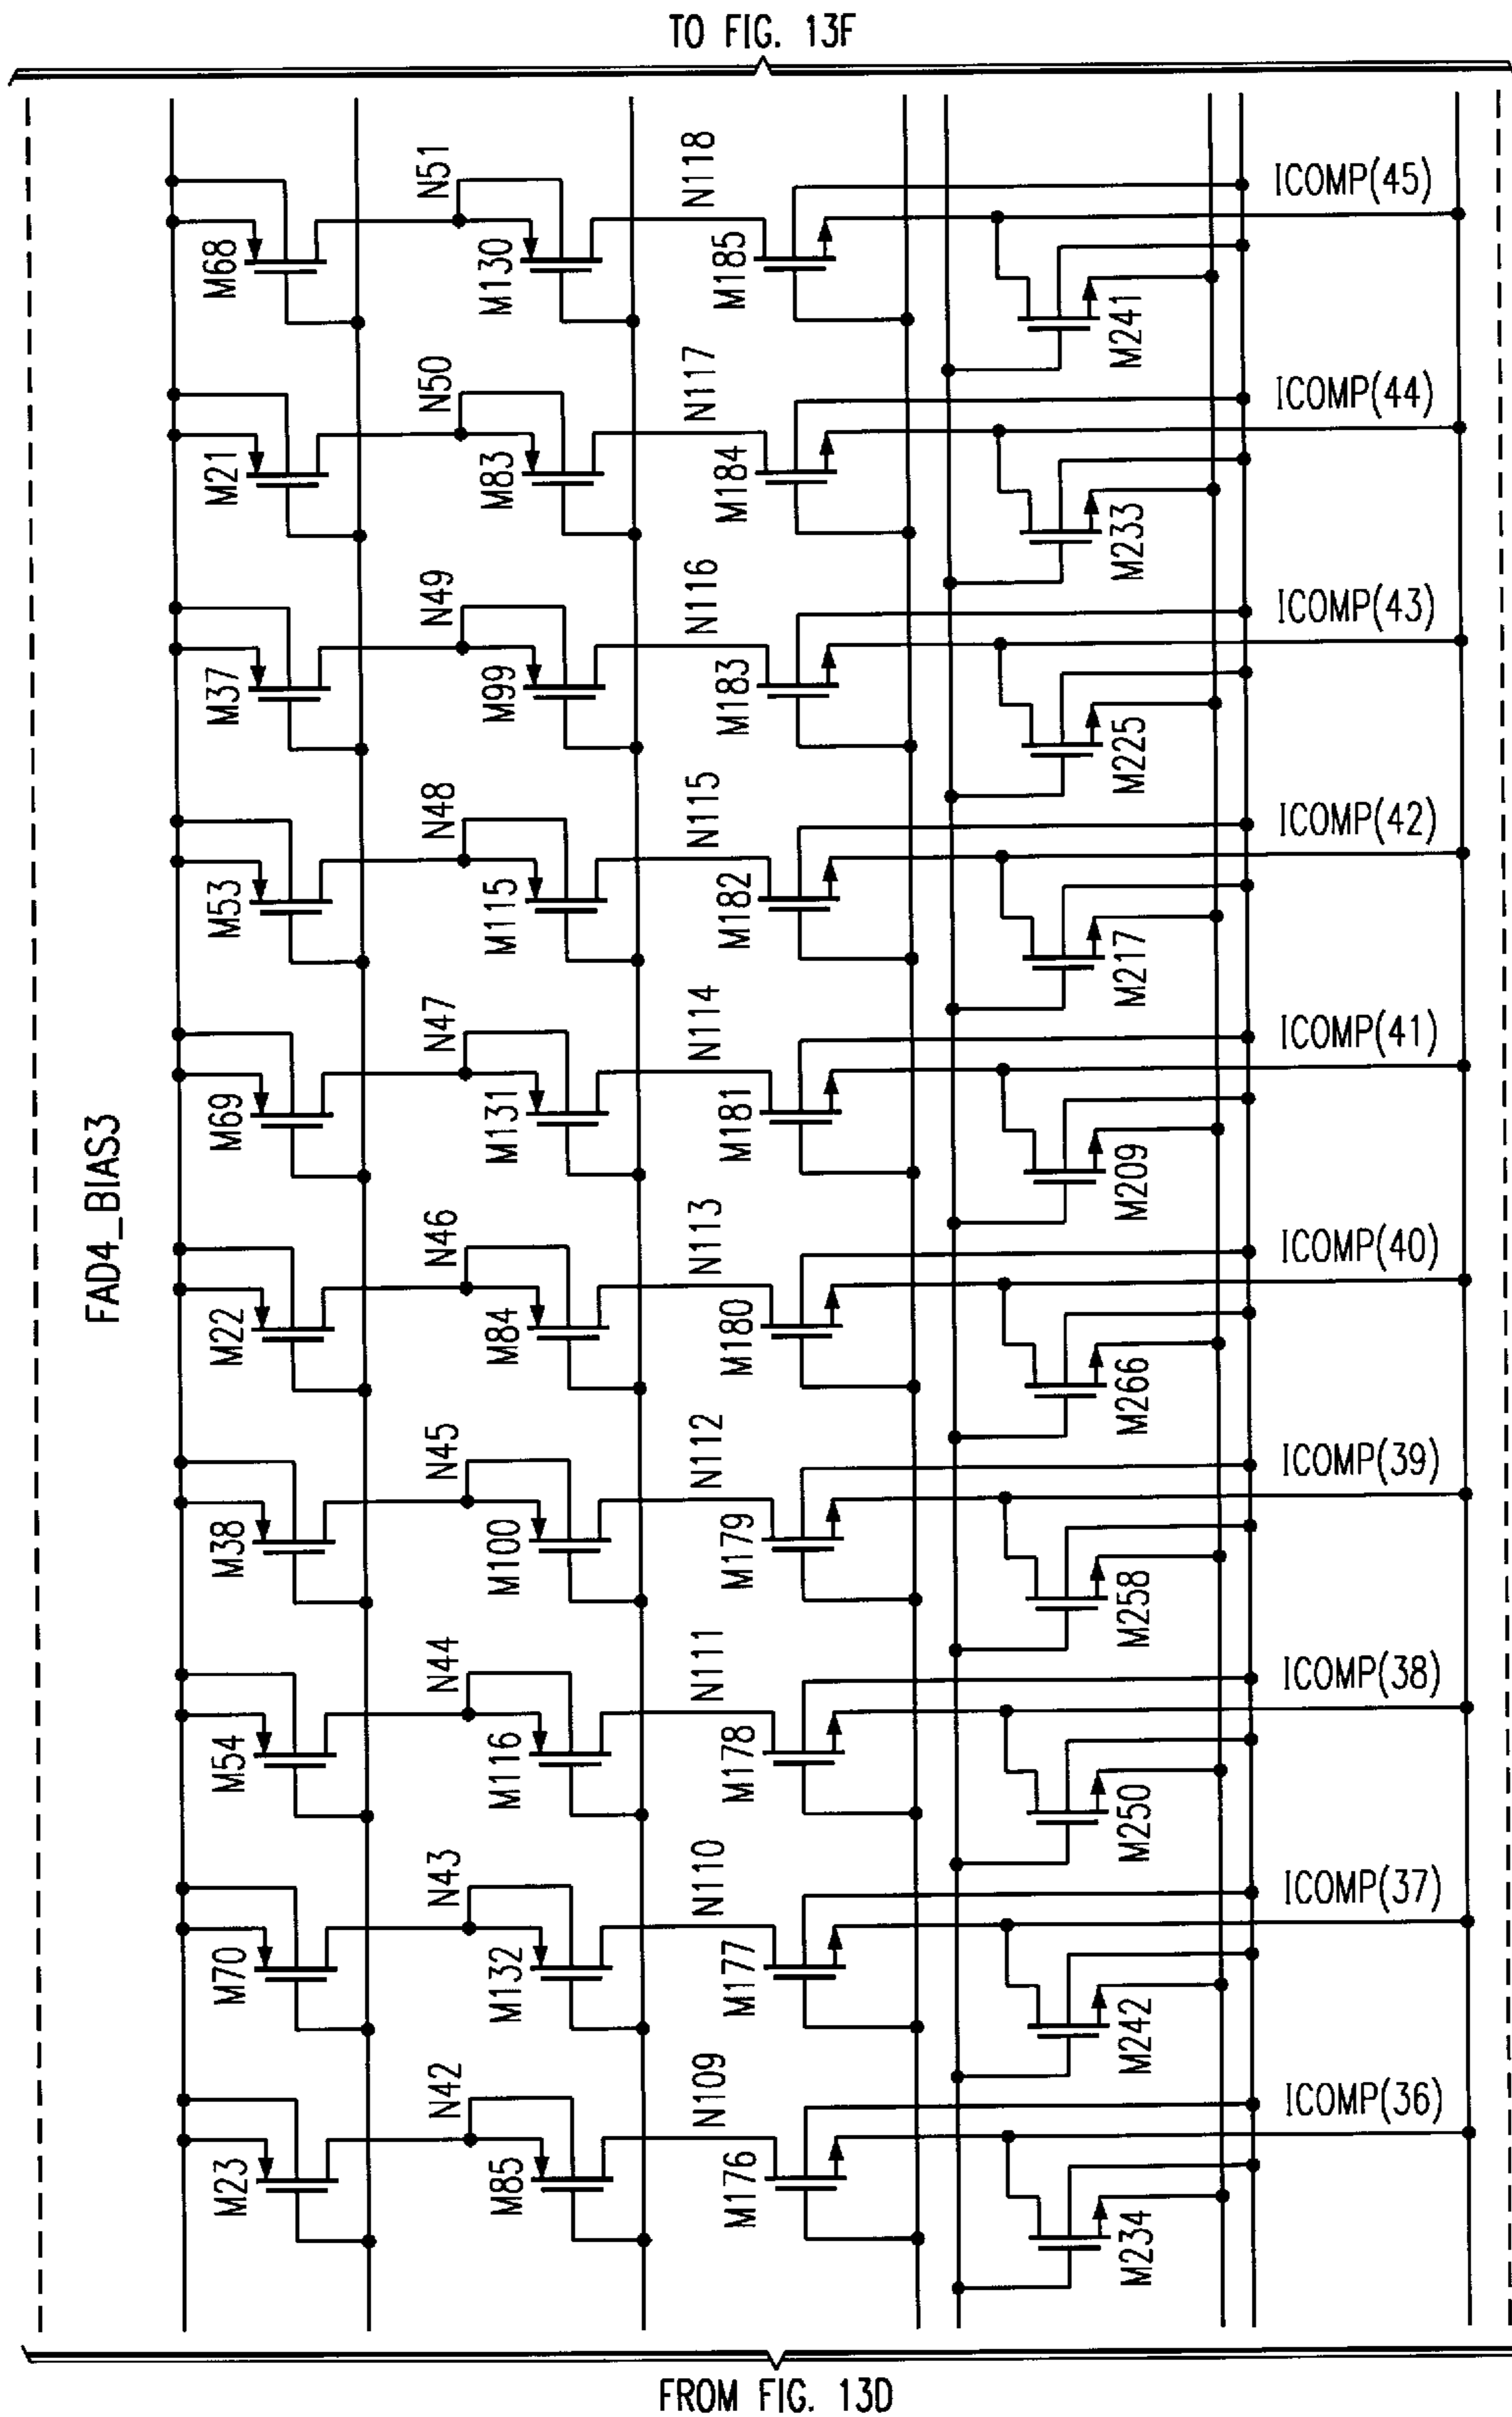 TO FIG. 13F
FAD4_BIAS3
M68
N51
M130
N118
M185
M241
ICOMP(45)
M21
N50
M83
N117
M184
M233
ICOMP(44)
M37
N49
M99
N116
M183
M225
ICOMP(43)
M53
N48
M115
N115
M182
M217
ICOMP(42)
M69
N47
M131
N114
M181
M209
ICOMP(41)
M22
N46
M84
N113
M180
M266
ICOMP(40)
M38
N45
M100
N112
M179
M258
ICOMP(39)
M54
N44
M116
N111
M178
M250
ICOMP(38)
M70
N43
M132
N110
M177
M242
ICOMP(37)
M23
N42
M85
N109
M176
M234
ICOMP(36)
FROM FIG. 13D